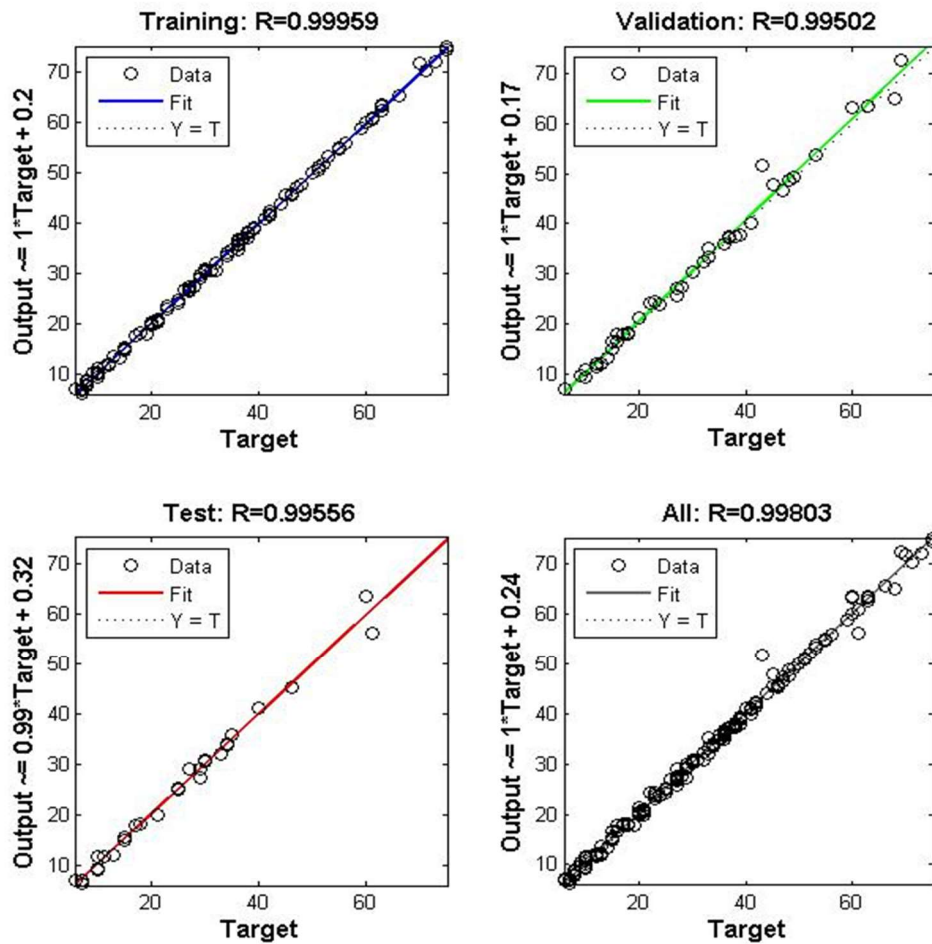 Training: R=0.99959
Output ~= 1*Target + 0.2
70
60
50
40
30
20
10
Data
Fit
Y = T
20
40
60
Target
Validation: R=0.99502
Output ~= 1*Target + 0.17
70
60
50
40
30
20
10
Data
Fit
Y = T
20
40
60
Target
Test: R=0.99556
Output ~= 0.99*Target + 0.32
70
60
50
40
30
20
10
Data
Fit
Y = T
20
40
60
Target
All: R=0.99803
Output ~= 1*Target + 0.24
70
60
50
40
30
20
10
Data
Fit
Y = T
20
40
60
Target